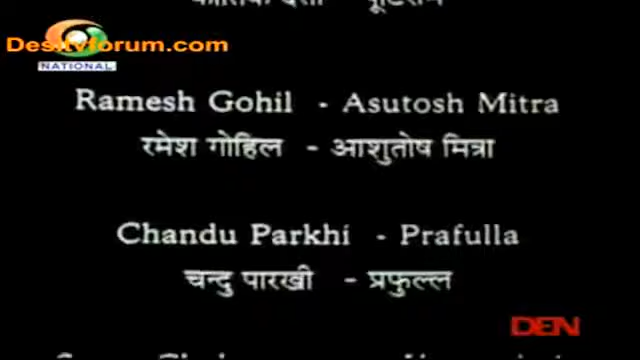 Desitvforum.com
NATIONAL
Ramesh Gohil - Asutosh Mitra
रमेश गोहिल - आशुतोष मित्रा
Chandu Parkhi - Prafulla
चन्दु पारखी - प्रफुल्ल
DEN